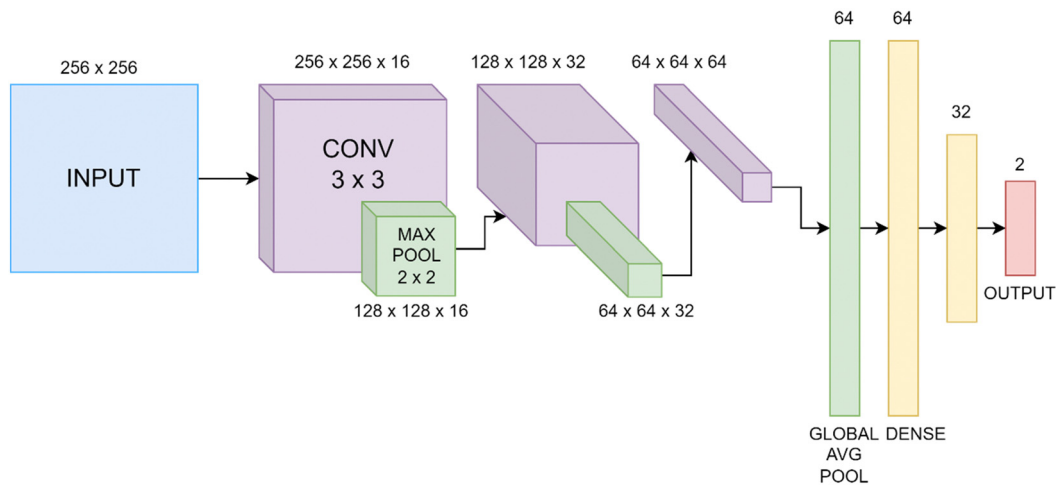 256 x 256
INPUT
256 x 256 x 16
CONV
3 x 3
MAX
POOL
2 x 2
128 x 128 x 16
128 x 128 x 32
64 x 64 x 32
64 x 64 x 64
64
GLOBAL
AVG
POOL
64
DENSE
32
2
OUTPUT